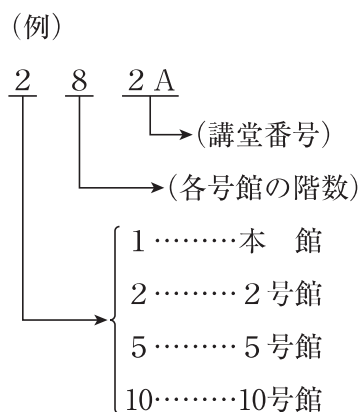 (例)
2 8 2A
(講堂番号)
(各号館の階数)
1………本 館
2………2号館
5………5号館
10………10号館